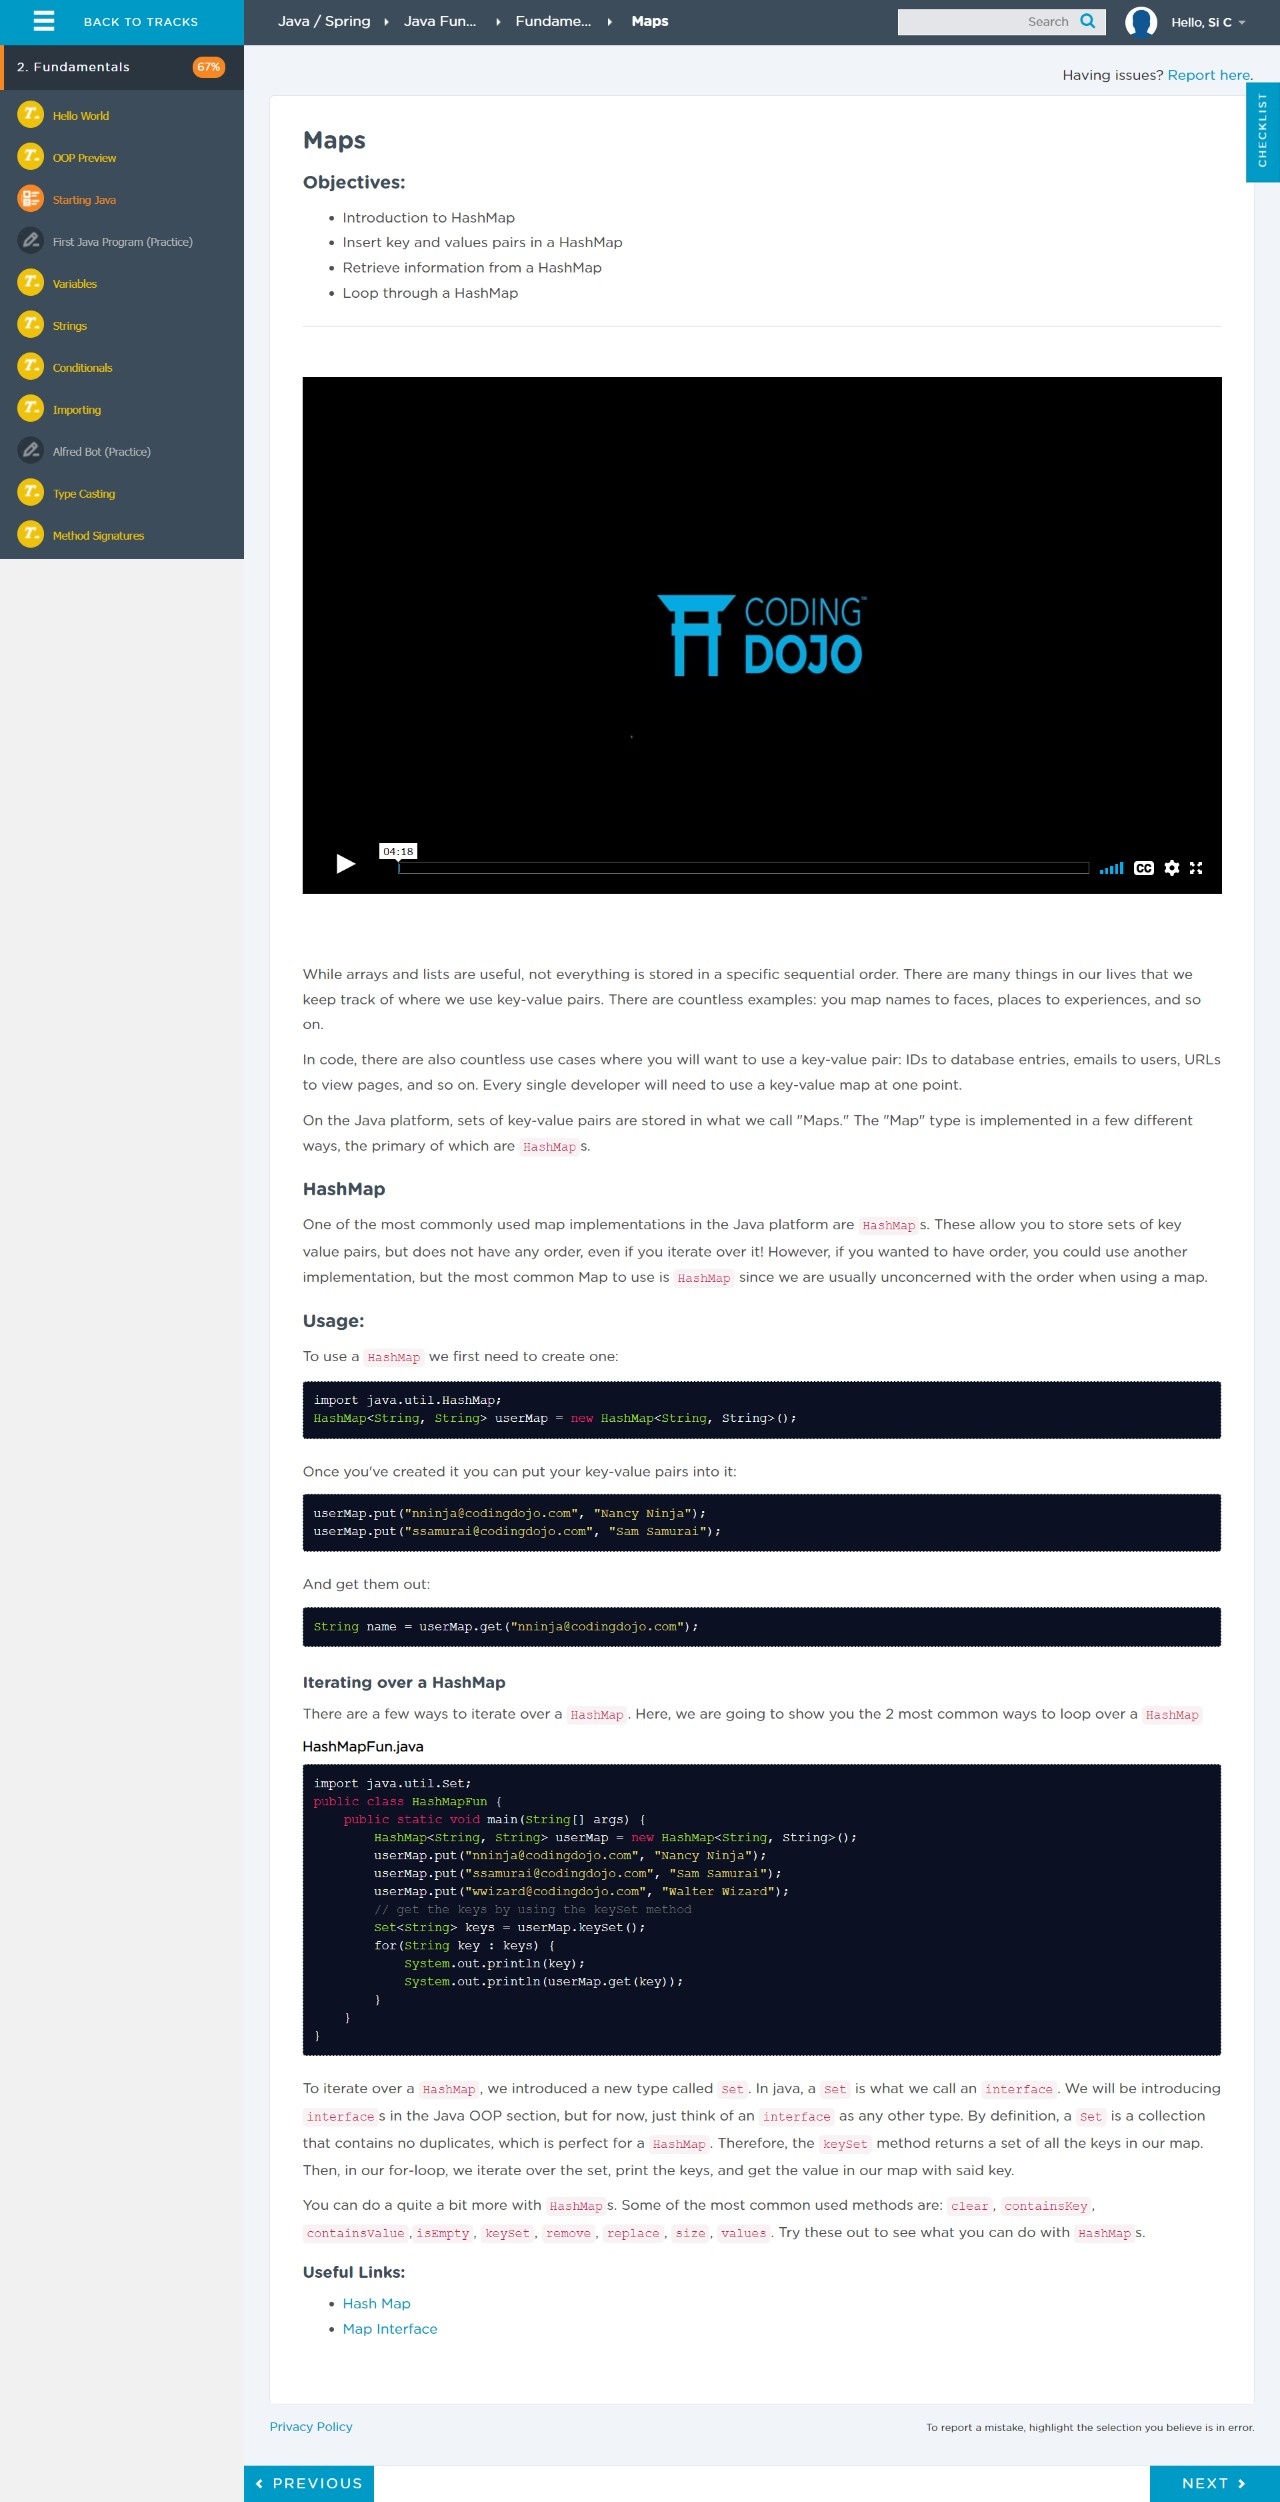 BACK TO TRACKS
Java / Spring Java Fun... Fundame... Maps
Search
Hello, Si C
2. Fundamentals 67%
Hello World
OOP Preview
Starting Java
First Java Program (Practice)
Variables
Strings
Conditionals
Importing
Alfred Bot (Practice)
Type Casting
Method Signatures
Having issues? Report here.
CHECKLIST
Maps
Objectives:
• Introduction to HashMap
• Insert key and values pairs in a HashMap
• Retrieve information from a HashMap
• Loop through a HashMap
CODING
DOJO
04:18
CC
While arrays and lists are useful, not everything is stored in a specific sequential order. There are many things in our lives that we
keep track of where we use key-value pairs. There are countless examples: you map names to faces, places to experiences, and so
on.
In code, there are also countless use cases where you will want to use a key-value pair: IDs to database entries, emails to users, URLs
to view pages, and so on. Every single developer will need to use a key-value map at one point.
On the Java platform, sets of key-value pairs are stored in what we call "Maps." The "Map" type is implemented in a few different
ways, the primary of which are HashMap s.
HashMap
One of the most commonly used map implementations in the Java platform are HashMap s. These allow you to store sets of key
value pairs, but does not have any order, even if you iterate over it! However, if you wanted to have order, you could use another
implementation, but the most common Map to use is HashMap since we are usually unconcerned with the order when using a map.
Usage:
To use a HashMap we first need to create one:
import java.util.HashMap;
HashMap<String, String> userMap = new HashMap<String, String>();
Once you've created it you can put your key-value pairs into it:
userMap.put("nninja@codingdojo.com", "Nancy Ninja");
userMap.put("ssamurai@codingdojo.com", "Sam Samurai");
And get them out:
String name = userMap.get("nninja@codingdojo.com");
Iterating over a HashMap
There are a few ways to iterate over a HashMap . Here, we are going to show you the 2 most common ways to loop over a HashMap
HashMapFun.java
import java.util.Set;
public class HashMapFun {
public static void main(String[] args) {
HashMap<String, String> userMap = new HashMap<String, String>();
userMap.put("nninja@codingdojo.com", "Nancy Ninja");
userMap.put("ssamurai@codingdojo.com", "Sam Samurai");
userMap.put("wwizard@codingdojo.com", "Walter Wizard");
// get the keys by using the keySet method
Set<String> keys = userMap.keySet();
for(String key : keys) {
System.out.println(key);
System.out.println(userMap.get(key));
}
}
}
To iterate over a HashMap , we introduced a new type called Set . In java, a Set is what we call an interface . We will be introducing
interface s in the Java OOP section, but for now, just think of an interface as any other type. By definition, a Set is a collection
that contains no duplicates, which is perfect for a HashMap . Therefore, the keySet method returns a set of all the keys in our map.
Then, in our for-loop, we iterate over the set, print the keys, and get the value in our map with said key.
You can do a quite a bit more with HashMap s. Some of the most common used methods are: clear , containsKey ,
containsValue , isEmpty , keySet , remove , replace , size , values . Try these out to see what you can do with HashMap s.
Useful Links:
• Hash Map
• Map Interface
Privacy Policy
To report a mistake, highlight the selection you believe is in error.
PREVIOUS
NEXT